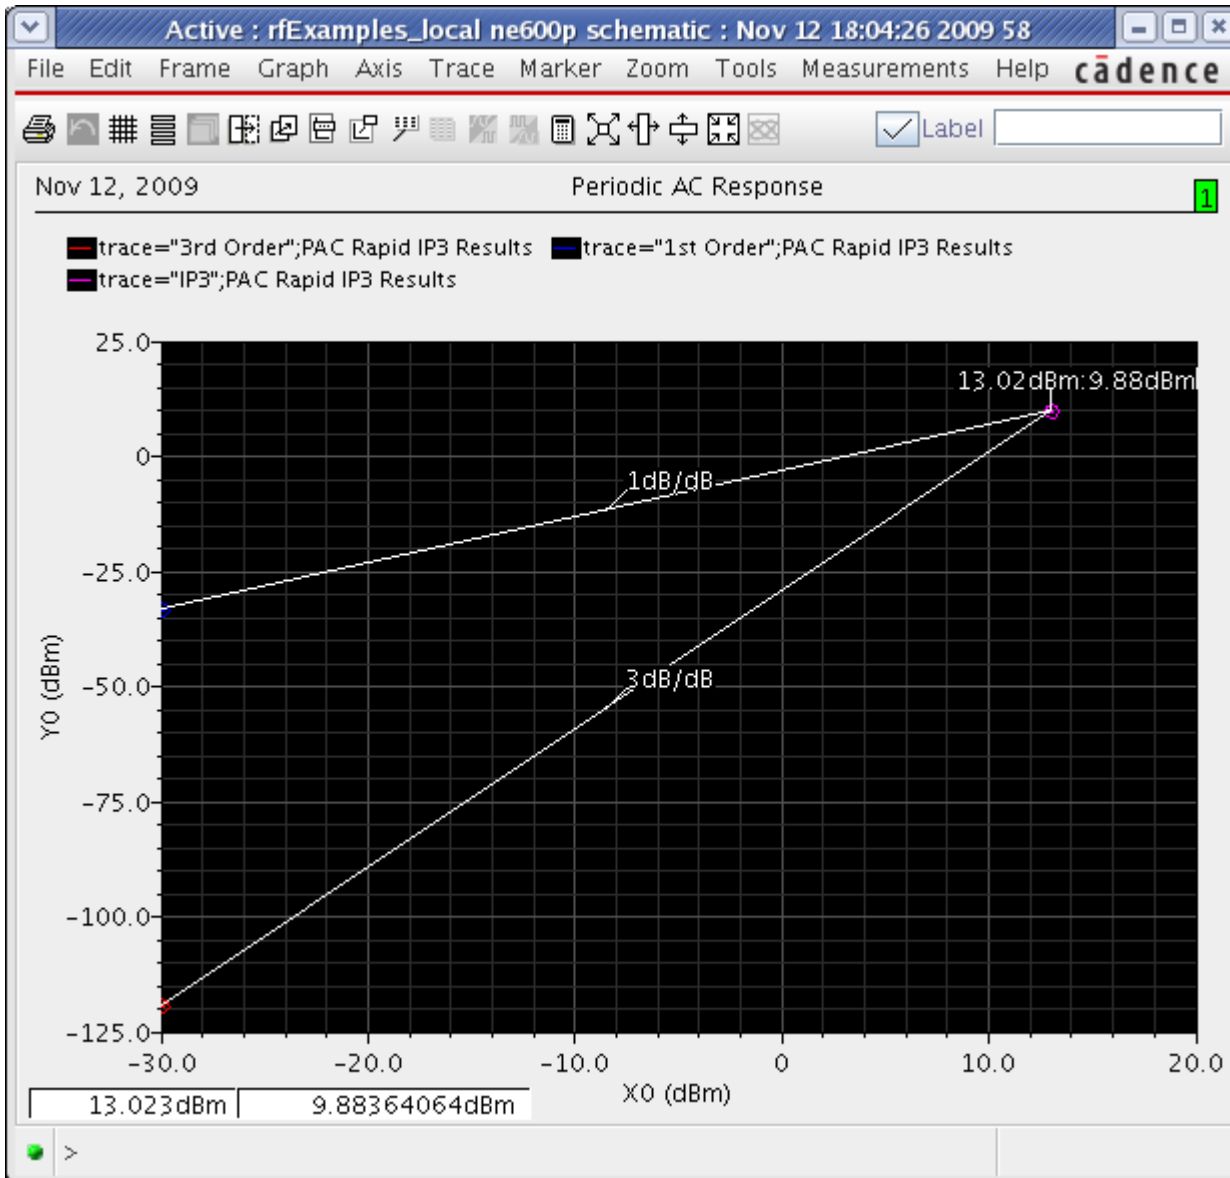 Active : rfExamples_local ne600p schematic : Nov 12 18:04:26 2009 58
File Edit Frame Graph Axis Trace Marker Zoom Tools Measurements Help cādence
Label
Nov 12, 2009 Periodic AC Response 1
trace="3rd Order";PAC Rapid IP3 Results trace="1st Order";PAC Rapid IP3 Results
trace="IP3";PAC Rapid IP3 Results
25.0
13.02dBm:9.88dBm
0
1dB/dB
-25.0
Y0 (dBm)
-50.0
3dB/dB
-75.0
-100.0
-125.0
-30.0 -20.0 -10.0 0 10.0 20.0
X0 (dBm)
13.023dBm 9.88364064dBm
>